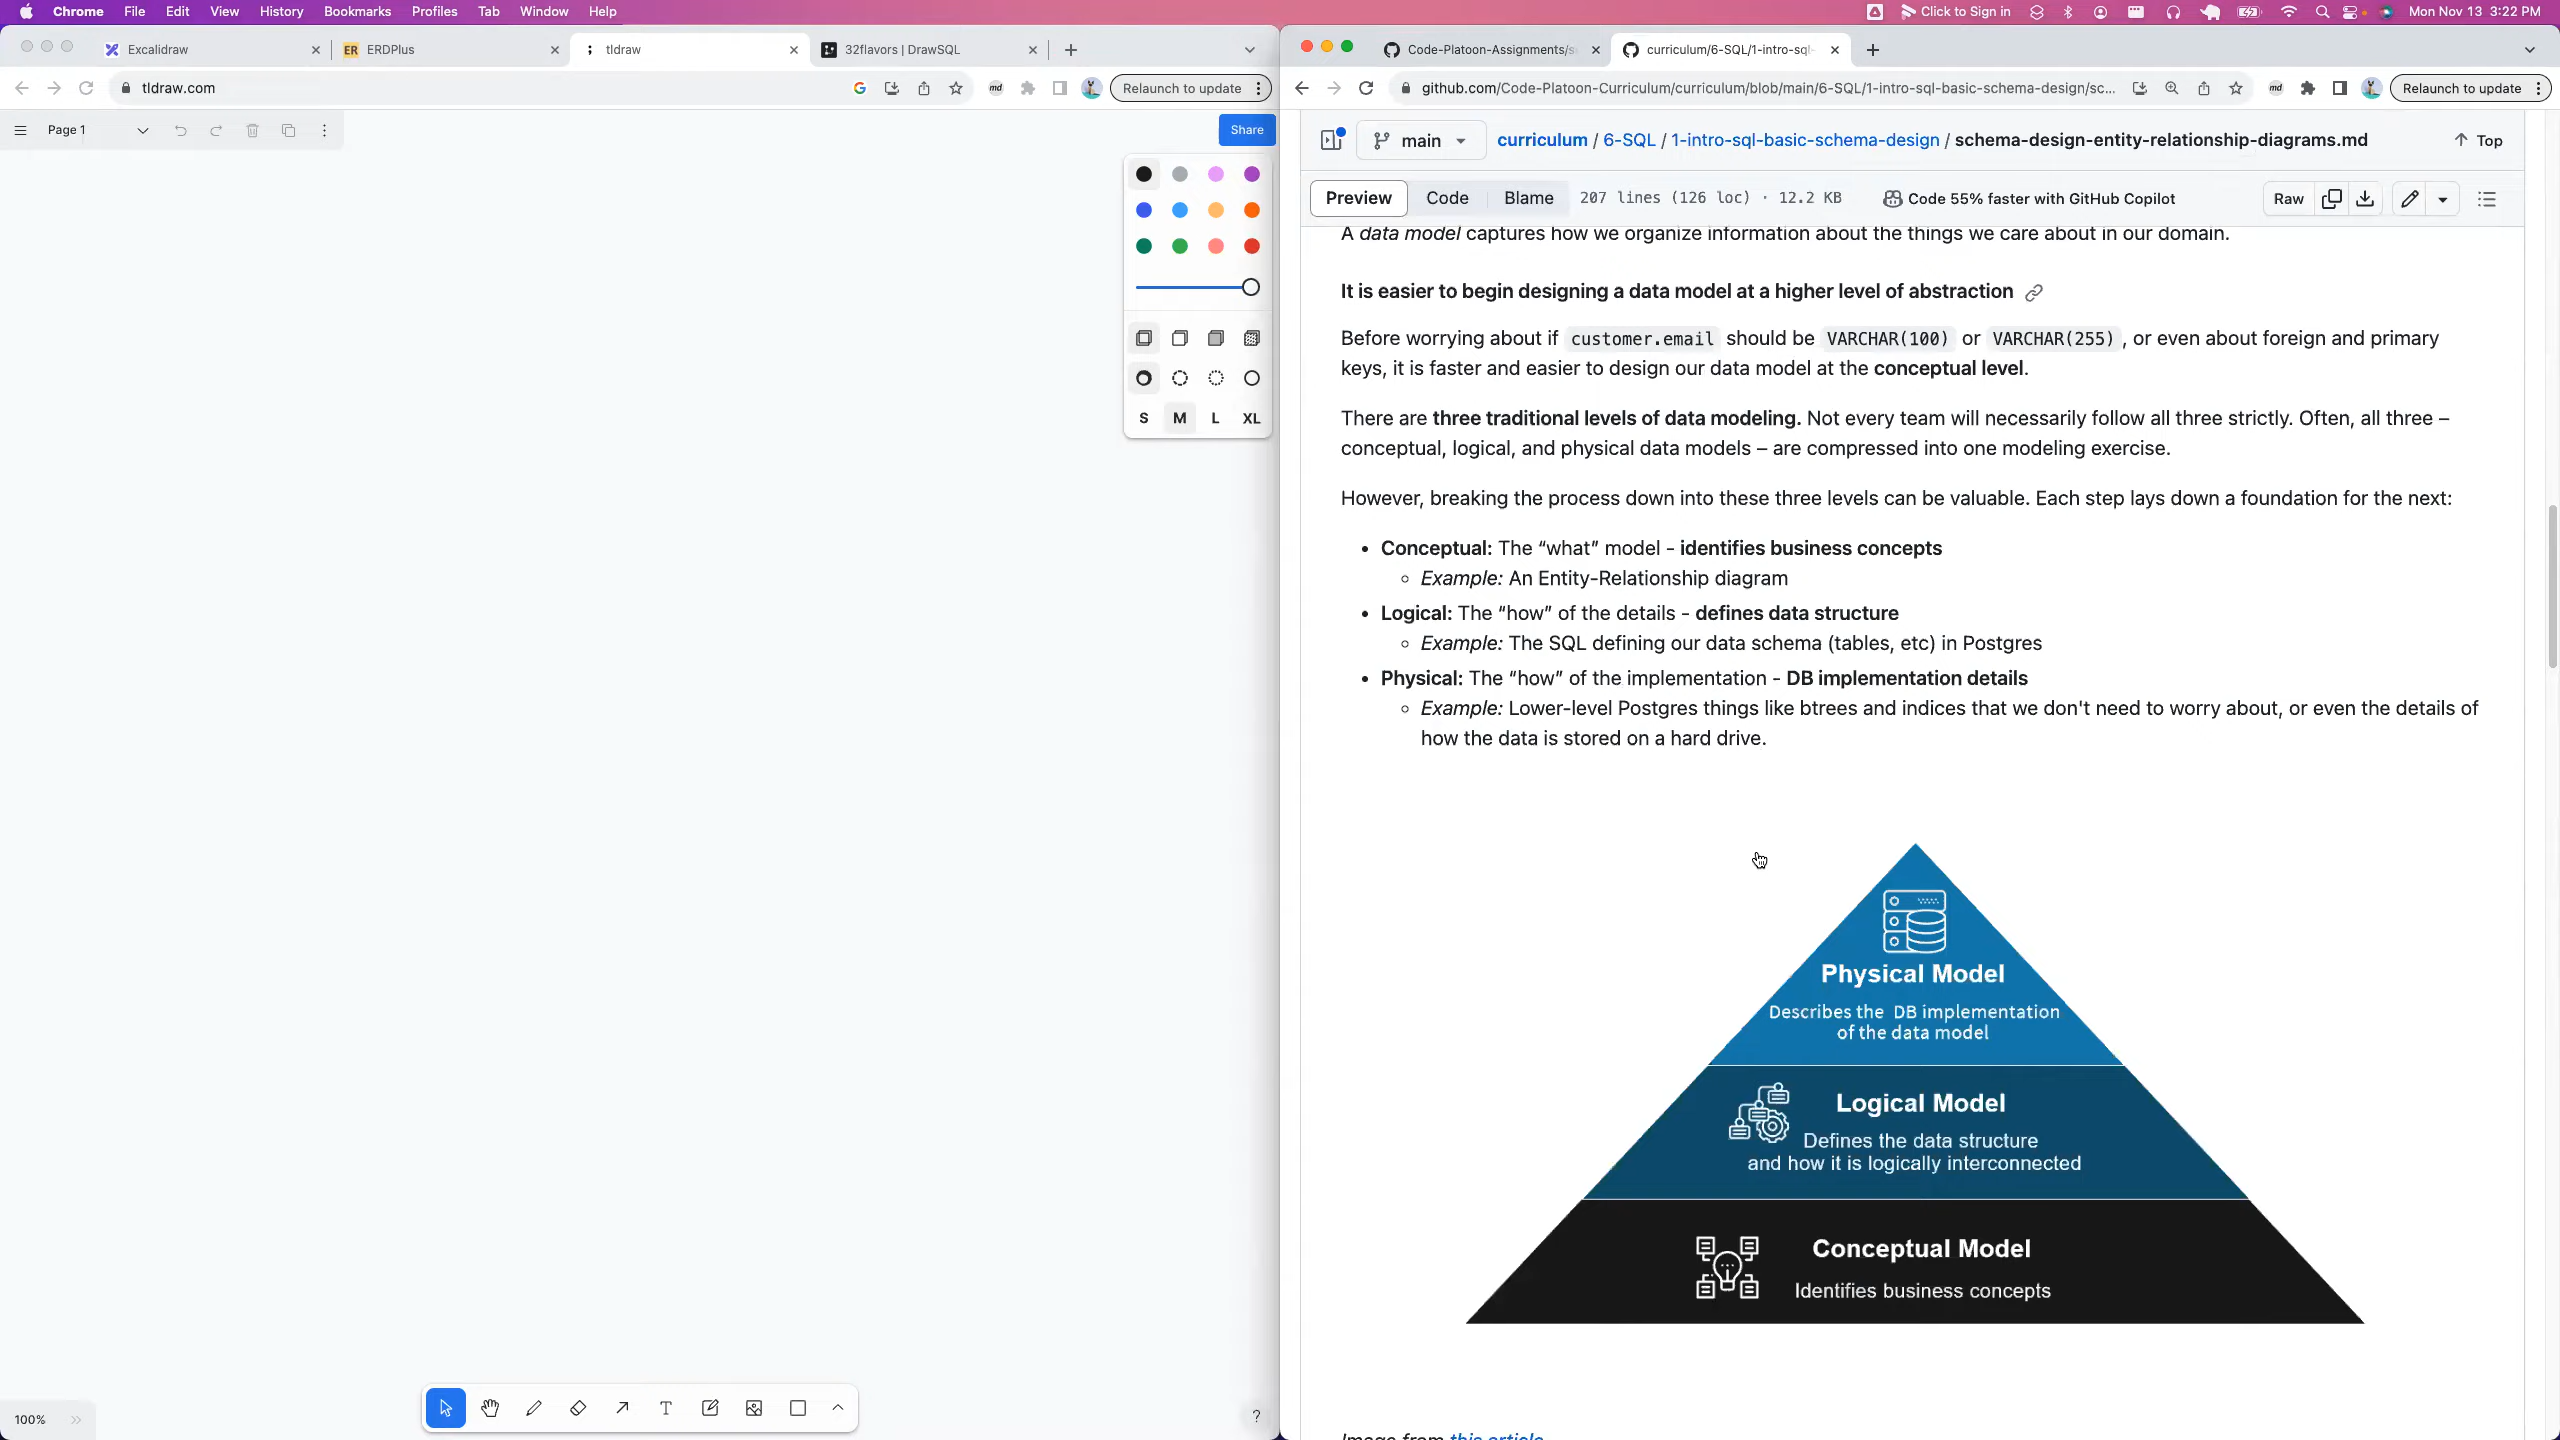 Chrome File Edit View History Bookmarks Profiles Tab Window Help
Click to Sign in
Mon Nov 13 3:22 PM
Excalidraw
ERDPlus
tldraw
32flavors | DrawSQL
tldraw.com
Relaunch to update
Page 1
Share
S M L XL
100%
?
Code-Platoon-Assignments/s
curriculum/6-SQL/1-intro-sql-
github.com/Code-Platoon-Curriculum/curriculum/blob/main/6-SQL/1-intro-sql-basic-schema-design/sc...
Relaunch to update
main
curriculum / 6-SQL / 1-intro-sql-basic-schema-design / schema-design-entity-relationship-diagrams.md
Top
Preview Code Blame 207 lines (126 loc) · 12.2 KB Code 55% faster with GitHub Copilot Raw
A data model captures how we organize information about the things we care about in our domain.
It is easier to begin designing a data model at a higher level of abstraction
Before worrying about if customer.email should be VARCHAR(100) or VARCHAR(255) , or even about foreign and primary
keys, it is faster and easier to design our data model at the conceptual level.
There are three traditional levels of data modeling. Not every team will necessarily follow all three strictly. Often, all three –
conceptual, logical, and physical data models – are compressed into one modeling exercise.
However, breaking the process down into these three levels can be valuable. Each step lays down a foundation for the next:
• Conceptual: The “what” model - identifies business concepts
◦ Example: An Entity-Relationship diagram
• Logical: The “how” of the details - defines data structure
◦ Example: The SQL defining our data schema (tables, etc) in Postgres
• Physical: The “how” of the implementation - DB implementation details
◦ Example: Lower-level Postgres things like btrees and indices that we don't need to worry about, or even the details of
how the data is stored on a hard drive.
Physical Model
Describes the DB implementation
of the data model
Logical Model
Defines the data structure
and how it is logically interconnected
Conceptual Model
Identifies business concepts
Image from this article